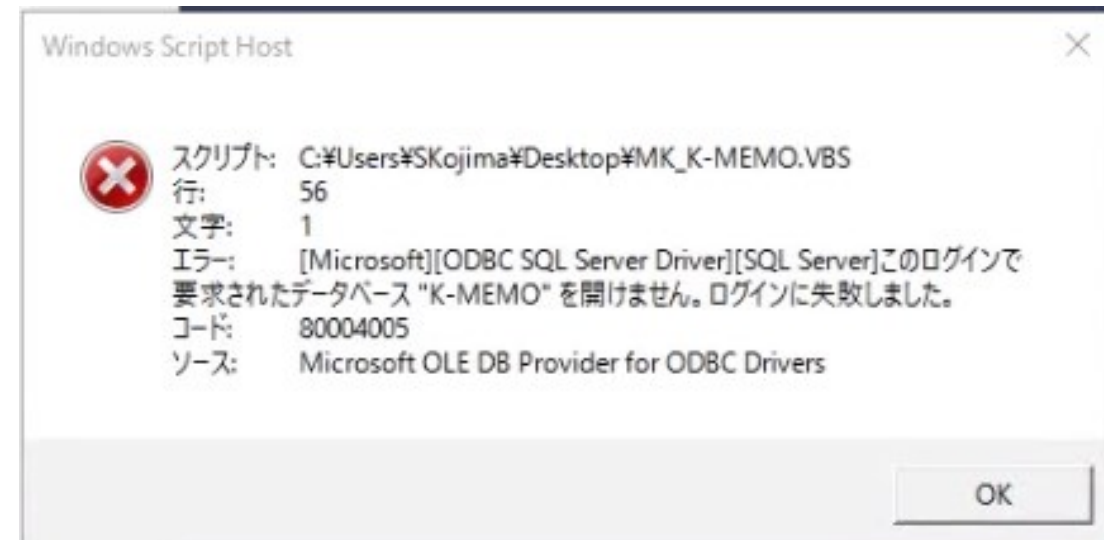 Windows Script Host
スクリプト: C:¥Users¥SKojima¥Desktop¥MK_K-MEMO.VBS
行: 56
文字: 1
エラー: [Microsoft][ODBC SQL Server Driver][SQL Server]このログインで
要求されたデータベース "K-MEMO" を開けません。ログインに失敗しました。
コード: 80004005
ソース: Microsoft OLE DB Provider for ODBC Drivers
OK